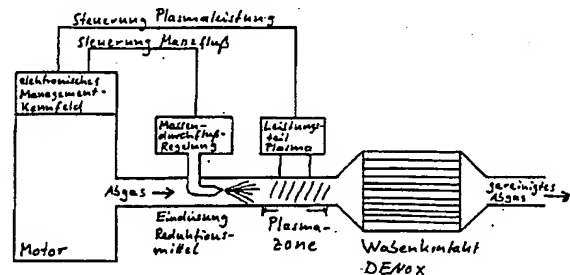 Steuerung Plasmaleistung
Steuerung Massefluß
elektronisches
Management-
Kennfeld
Massen-
durchfluß-
Regelung
Leistungs-
teil
Plasma
Abgas
gereinigtes
Abgas
Eindüsung
Reduktions-
mittel
Plasma-
zone
Motor
Wabenkontakt
DENOX